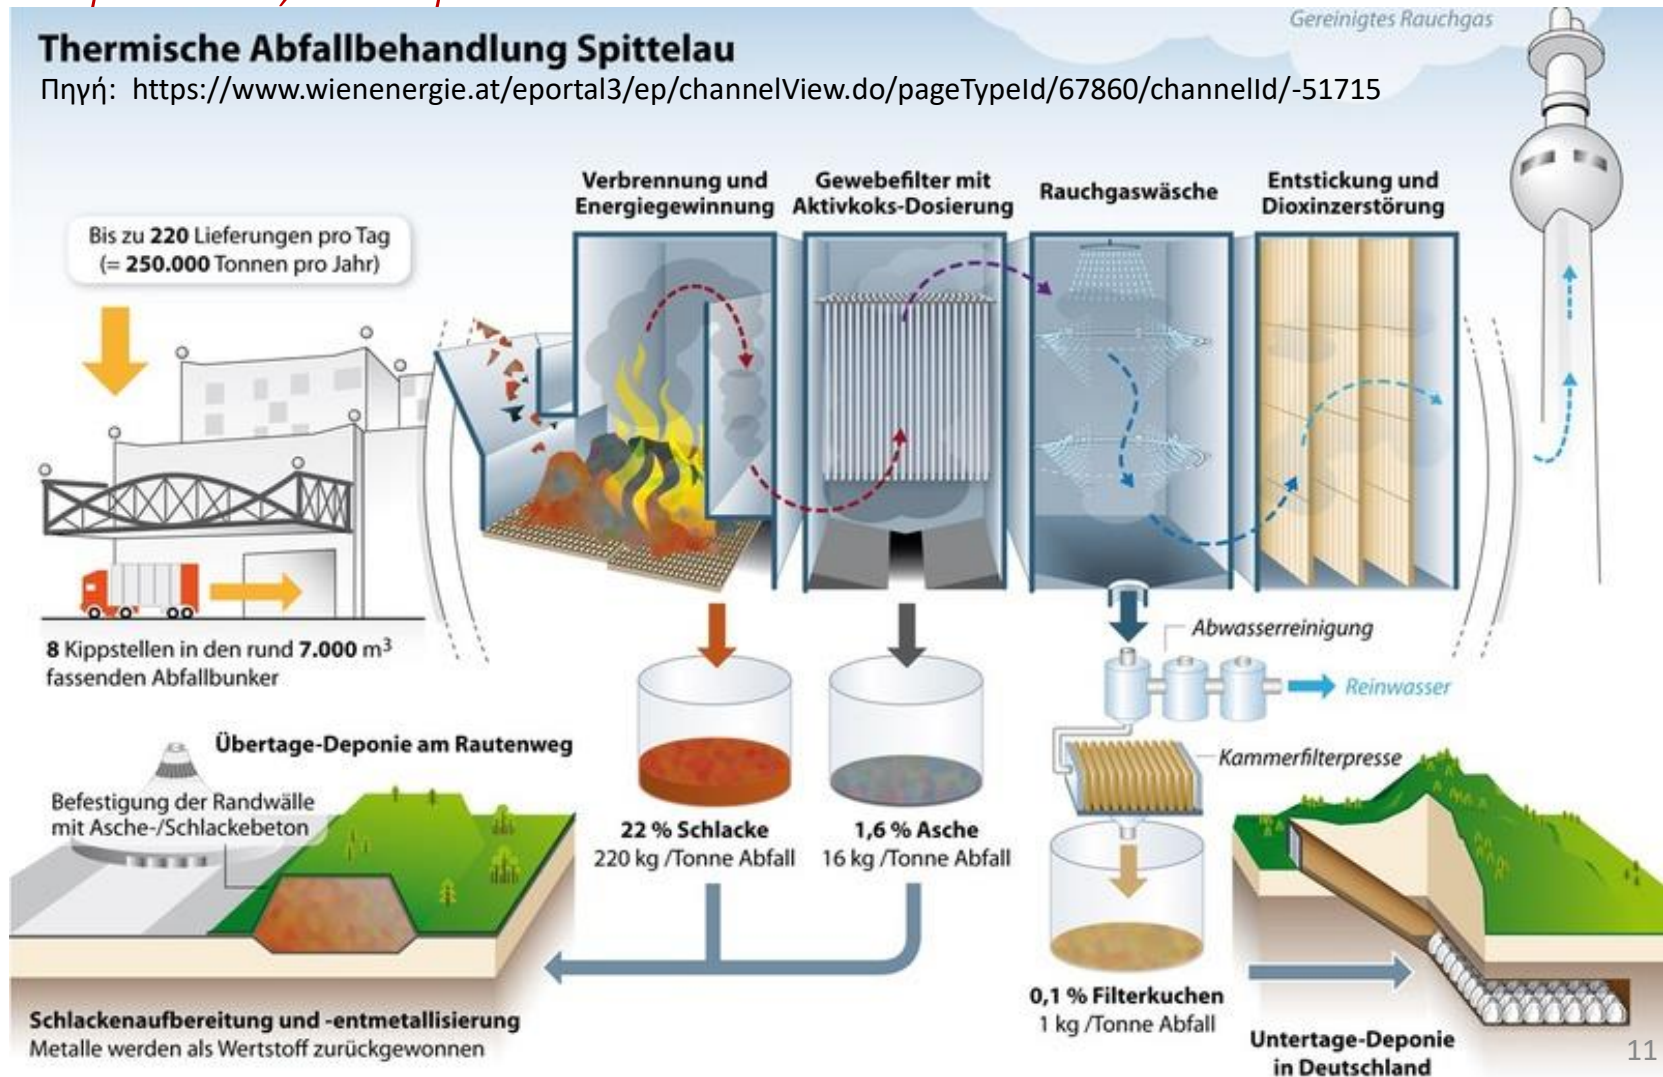 Gereinigtes Rauchgas
Thermische Abfallbehandlung Spittelau
Πηγή: https://www.wienenergie.at/eportal3/ep/channelView.do/pageTypeId/67860/channelId/-51715
Verbrennung und
Energiegewinnung
Gewebefilter mit
Aktivkoks-Dosierung
Rauchgaswäsche
Entstickung und
Dioxinzerstörung
Bis zu 220 Lieferungen pro Tag
(= 250.000 Tonnen pro Jahr)
8 Kippstellen in den rund 7.000 m³
fassenden Abfallbunker
Abwasserreinigung
Reinwasser
Kammerfilterpresse
Übertage-Deponie am Rautenweg
Befestigung der Randwälle
mit Asche-/Schlackebeton
22 % Schlacke
220 kg /Tonne Abfall
1,6 % Asche
16 kg /Tonne Abfall
0,1 % Filterkuchen
1 kg /Tonne Abfall
Schlackenaufbereitung und -entmetallisierung
Metalle werden als Wertstoff zurückgewonnen
Untertage-Deponie
in Deutschland
11